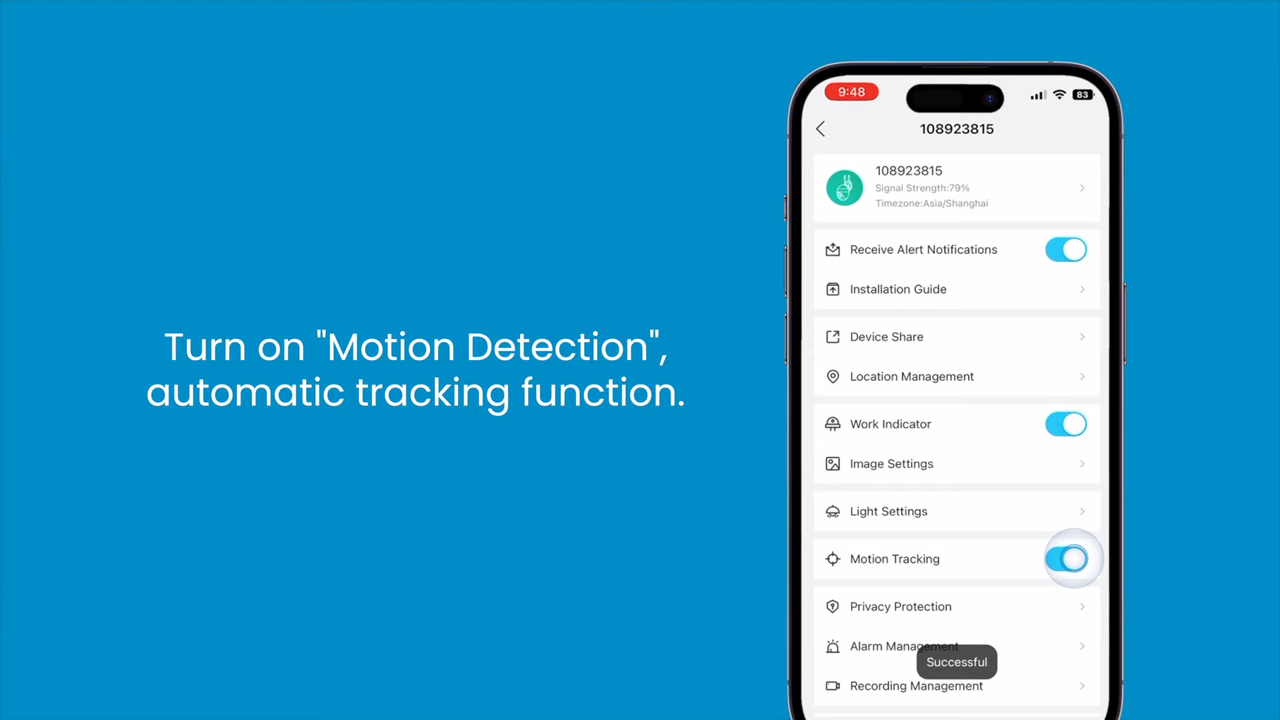 Turn on "Motion Detection",
automatic tracking function.
9:48
83
108923815
108923815
Signal Strength:79%
Timezone:Asia/Shanghai
Receive Alert Notifications
Installation Guide
Device Share
Location Management
Work Indicator
Image Settings
Light Settings
Motion Tracking
Privacy Protection
Alarm Management
Successful
Recording Management